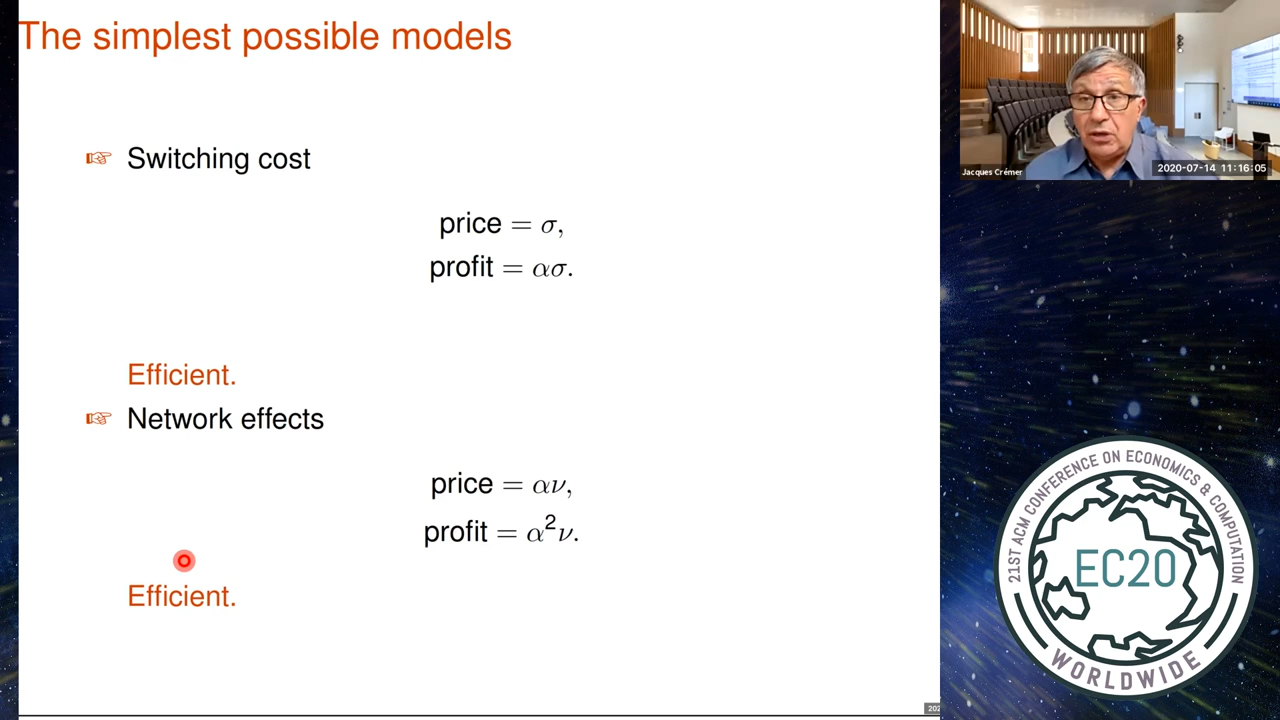 The simplest possible models
☞ Switching cost
price = σ,
profit = ασ.
Efficient.
☞ Network effects
price = αν,
profit = α²ν.
Efficient.
202
Jacques Crémer
2020-07-14 11:16:05
21ST ACM CONFERENCE ON ECONOMICS & COMPUTATION
EC20
WORLDWIDE